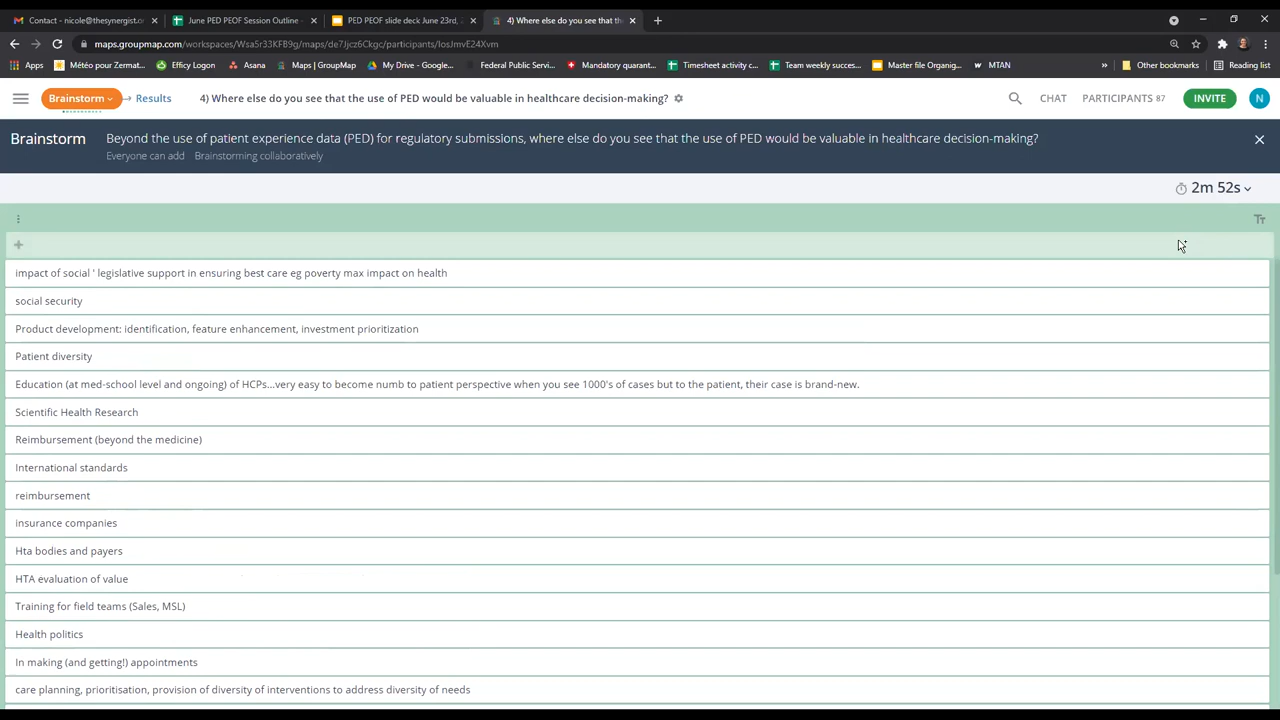 Contact - nicole@thesynergist.or
June PED PEOF Session Outline -
PED PEOF slide deck June 23rd, 2
4) Where else do you see that the
maps.groupmap.com/workspaces/Wsa5r33KFB9g/maps/de7Jjcz6Ckgc/participants/IosJmvE24Xvm
Apps Météo pour Zermat... Efficy Logon Asana Maps | GroupMap My Drive - Google... Federal Public Servi... Mandatory quarant... Timesheet activity c... Team weekly succes... Master file Organig... MTAN » Other bookmarks Reading list
Brainstorm Results 4) Where else do you see that the use of PED would be valuable in healthcare decision-making? CHAT PARTICIPANTS 87 INVITE N
Brainstorm Beyond the use of patient experience data (PED) for regulatory submissions, where else do you see that the use of PED would be valuable in healthcare decision-making?
Everyone can add Brainstorming collaboratively
2m 52s
TT
+
impact of social ' legislative support in ensuring best care eg poverty max impact on health
social security
Product development: identification, feature enhancement, investment prioritization
Patient diversity
Education (at med-school level and ongoing) of HCPs...very easy to become numb to patient perspective when you see 1000's of cases but to the patient, their case is brand-new.
Scientific Health Research
Reimbursement (beyond the medicine)
International standards
reimbursement
insurance companies
Hta bodies and payers
HTA evaluation of value
Training for field teams (Sales, MSL)
Health politics
In making (and getting!) appointments
care planning, prioritisation, provision of diversity of interventions to address diversity of needs